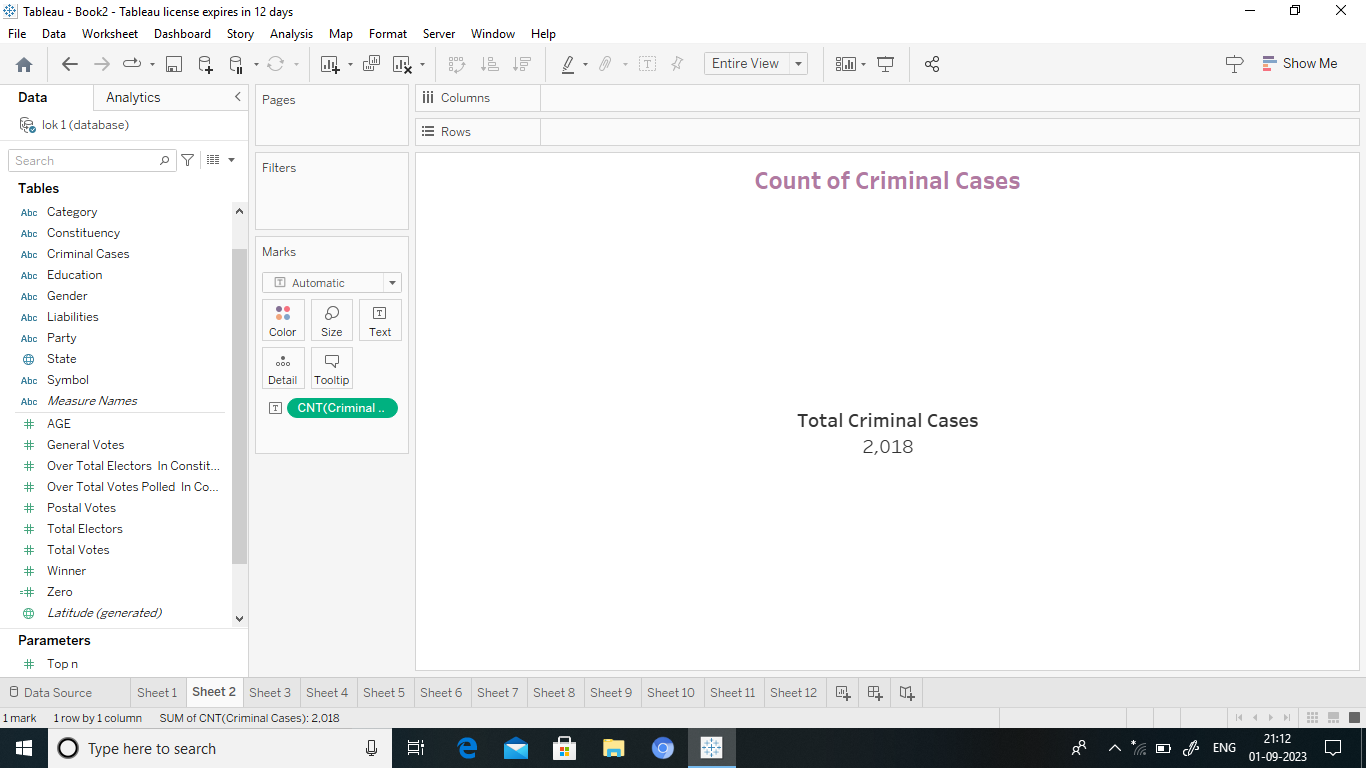 Tableau - Book2 - Tableau license expires in 12 days
File Data Worksheet Dashboard Story Analysis Map Format Server Window Help
Entire View
Show Me
Data Analytics
lok 1 (database)
Search
Tables
Abc Category
Abc Constituency
Abc Criminal Cases
Abc Education
Abc Gender
Abc Liabilities
Abc Party
State
Abc Symbol
Abc Measure Names
# AGE
# General Votes
# Over Total Electors In Constit...
# Over Total Votes Polled In Co...
# Postal Votes
# Total Electors
# Total Votes
# Winner
=# Zero
Latitude (generated)
Parameters
# Top n
Pages
Filters
Marks
T Automatic
Color Size Text
Detail Tooltip
T CNT(Criminal ..
Columns
Rows
Count of Criminal Cases
Total Criminal Cases
2,018
Data Source Sheet 1 Sheet 2 Sheet 3 Sheet 4 Sheet 5 Sheet 6 Sheet 7 Sheet 8 Sheet 9 Sheet 10 Sheet 11 Sheet 12
1 mark 1 row by 1 column SUM of CNT(Criminal Cases): 2,018
Type here to search
ENG
21:12
01-09-2023